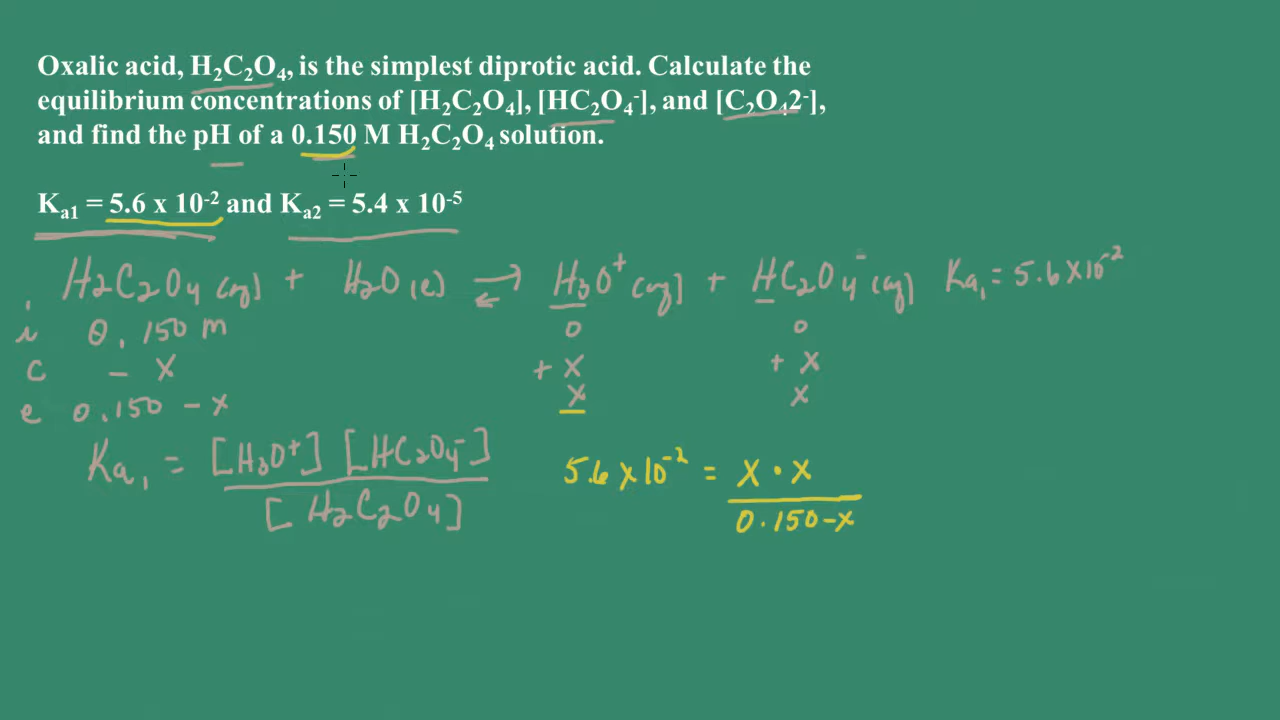 Oxalic acid, H₂C₂O₄, is the simplest diprotic acid. Calculate the
equilibrium concentrations of [H₂C₂O₄], [HC₂O₄⁻], and [C₂O₄2⁻],
and find the pH of a 0.150 M H₂C₂O₄ solution.
Kₐ₁ = 5.6 x 10⁻² and Kₐ₂ = 5.4 x 10⁻⁵
H₂C₂O₄ (aq) + H₂O (l) ⇌ H₃O⁺ (aq) + HC₂O₄⁻ (aq) Ka₁ = 5.6 x 10⁻²
i 0.150 m 0 0
c - x + x + x
e 0.150 - x x x
Ka₁ = [H₃O⁺] [HC₂O₄⁻] / [H₂C₂O₄]
5.6 x 10⁻² = x · x / 0.150 - x